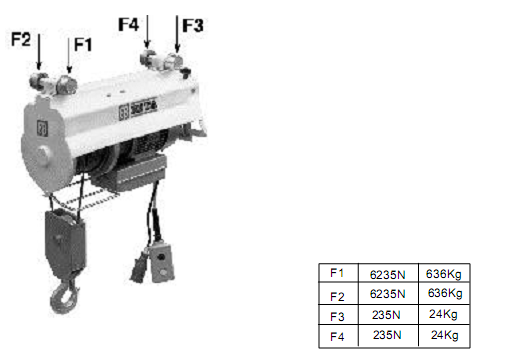 F4 F3
F2 F1
F1 6235N 636Kg
F2 6235N 636Kg
F3 235N 24Kg
F4 235N 24Kg